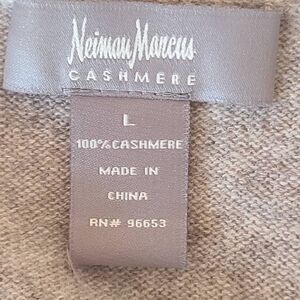 Neiman Marcus
CASHMERE
L
100% CASHMERE
MADE IN
CHINA
RN# 96653